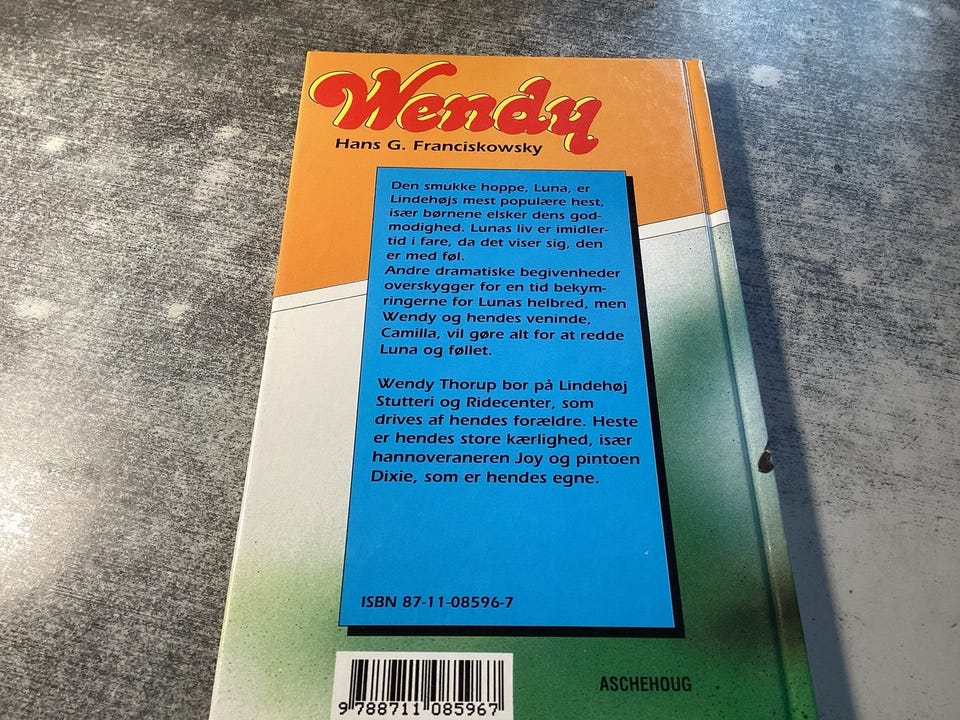 Wendy
Hans G. Franciskowsky
Den smukke hoppe, Luna, er
Lindehøjs mest populære hest,
især børnene elsker dens god-
modighed. Lunas liv er imidler-
tid i fare, da det viser sig, den
er med føl.
Andre dramatiske begivenheder
overskygger for en tid bekym-
ringerne for Lunas helbred, men
Wendy og hendes veninde,
Camilla, vil gøre alt for at redde
Luna og føllet.
Wendy Thorup bor på Lindehøj
Stutteri og Ridecenter, som
drives af hendes forældre. Heste
er hendes store kærlighed, især
hannoveraneren Joy og pintoen
Dixie, som er hendes egne.
ISBN 87-11-08596-7
ASCHEHOUG
9 788711 085967